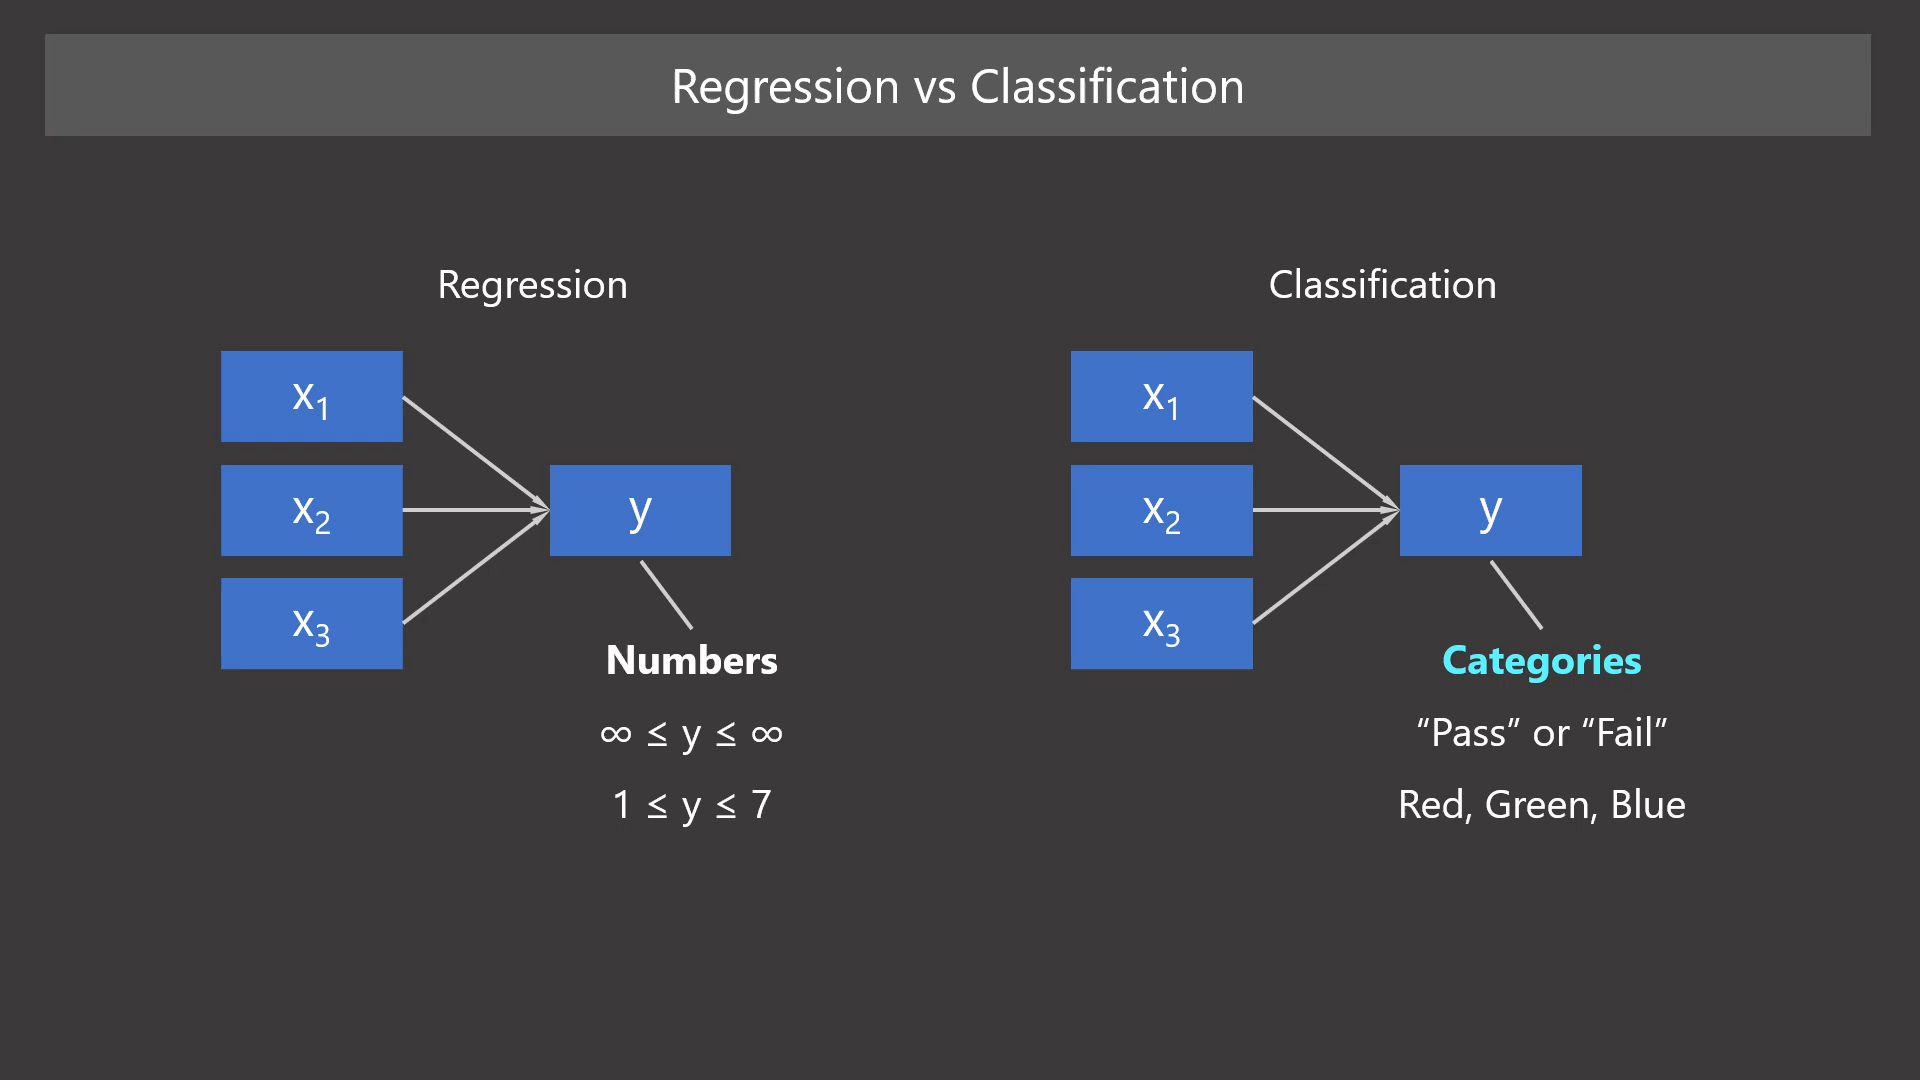 Regression vs Classification
Regression
x₁
x₂
x₃
y
Numbers
∞ ≤ y ≤ ∞
1 ≤ y ≤ 7
Classification
x₁
x₂
x₃
y
Categories
“Pass” or “Fail”
Red, Green, Blue